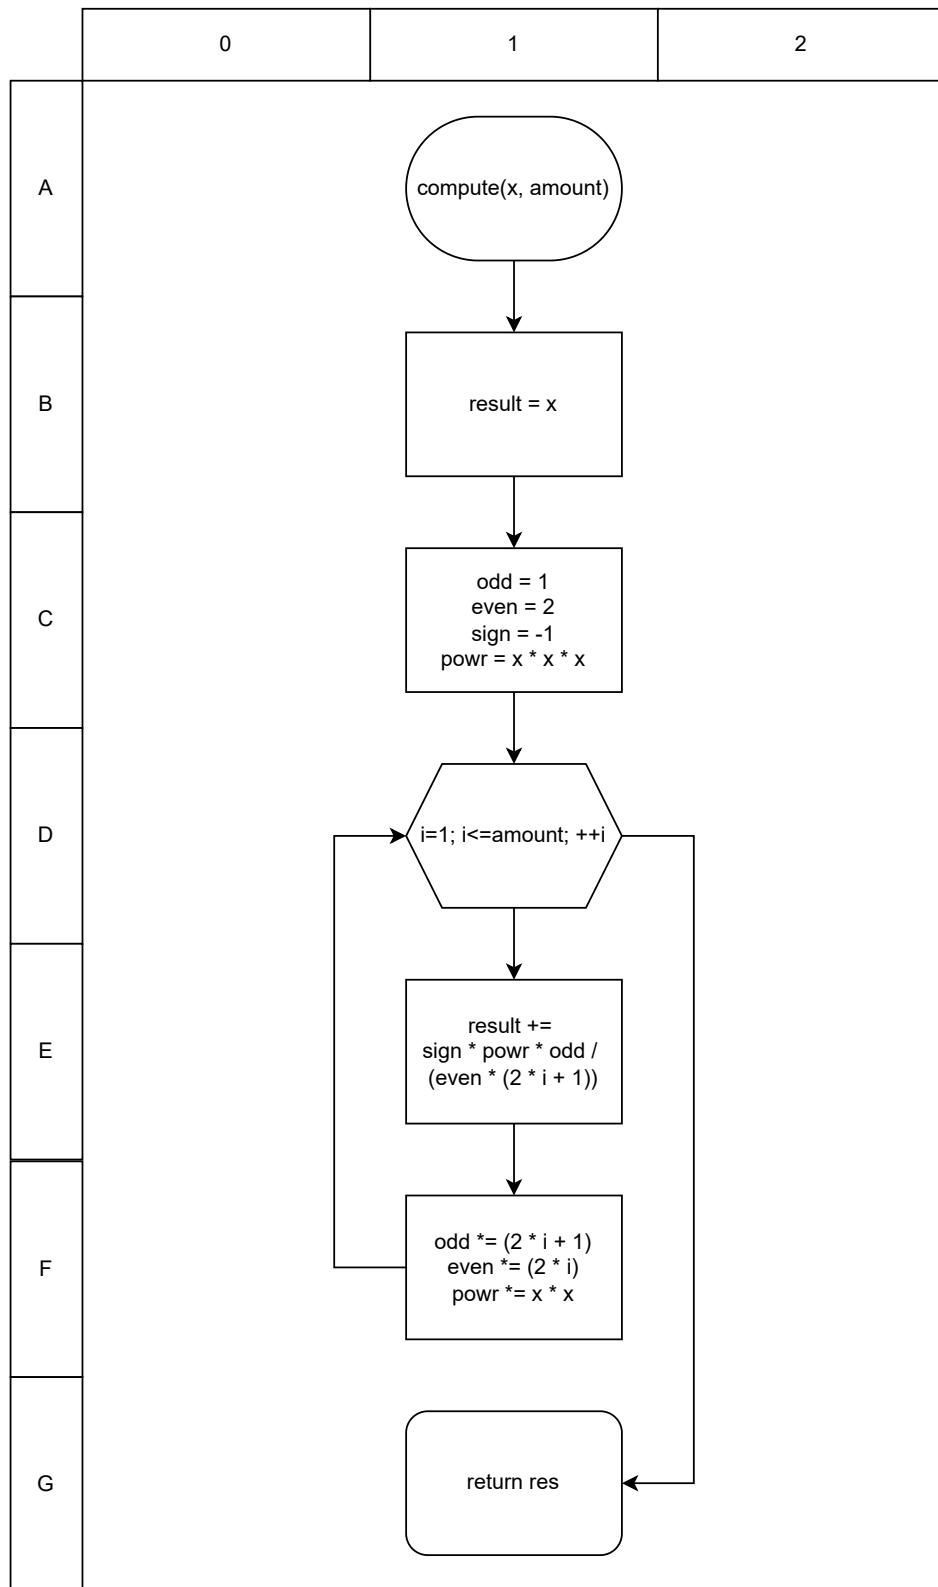 0
1
2
A
compute(x, amount)
B
result = x
C
odd = 1
even = 2
sign = -1
powr = x * x * x
D
i=1; i<=amount; ++i
E
result +=
sign * powr * odd /
(even * (2 * i + 1))
F
odd *= (2 * i + 1)
even *= (2 * i)
powr *= x * x
G
return res